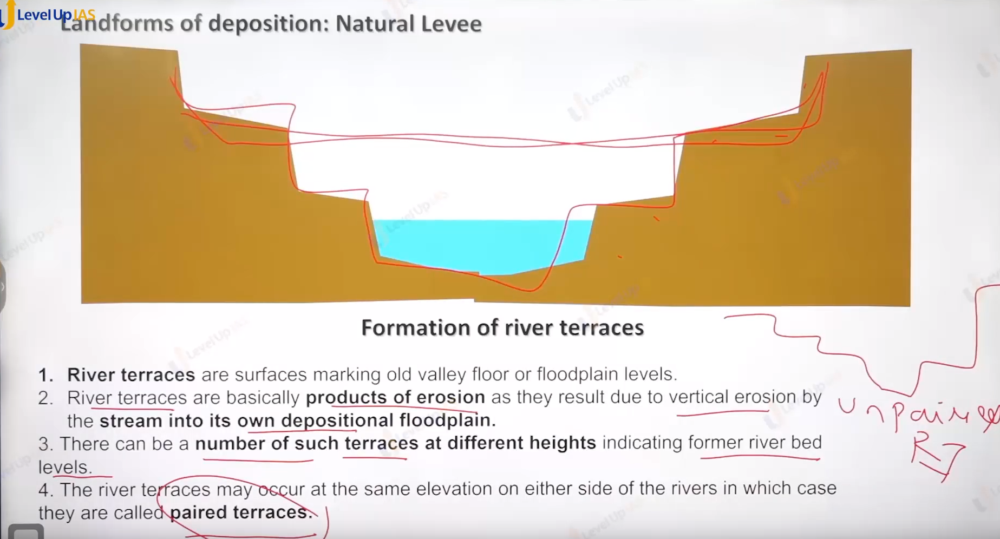 LevelUp IAS
Landforms of deposition: Natural Levee
Formation of river terraces
1. River terraces are surfaces marking old valley floor or floodplain levels.
2. River terraces are basically products of erosion as they result due to vertical erosion by
the stream into its own depositional floodplain.
3. There can be a number of such terraces at different heights indicating former river bed
levels.
4. The river terraces may occur at the same elevation on either side of the rivers in which case
they are called paired terraces.
Unpaired
RT